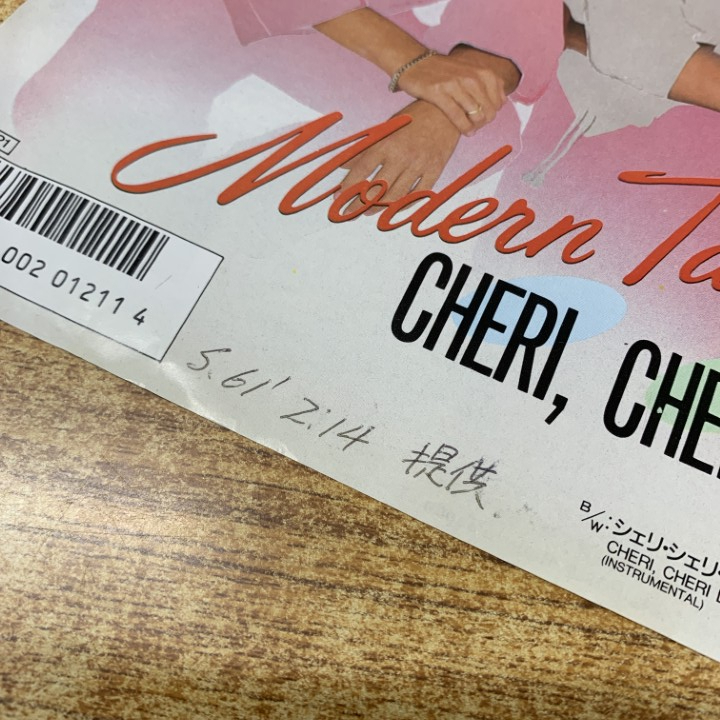 P1
002 01211 4
Modern Ta
CHERI, CHE
S.61' 2.14 提供.
B/W: シェリ・シェリ・
CHERI, CHERI L
(INSTRUMENTAL)